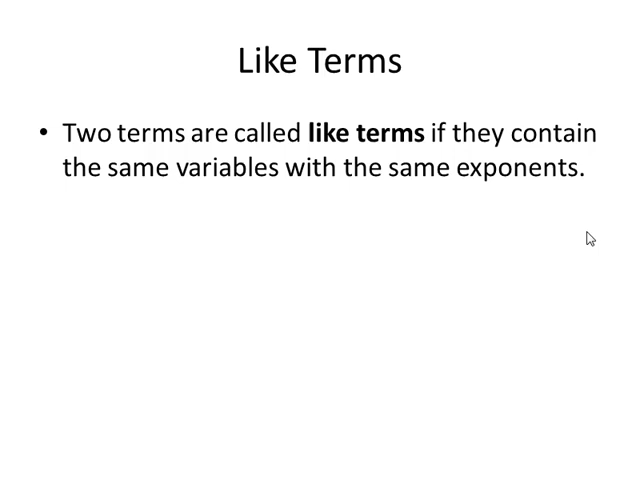 Like Terms
• Two terms are called like terms if they contain
the same variables with the same exponents.